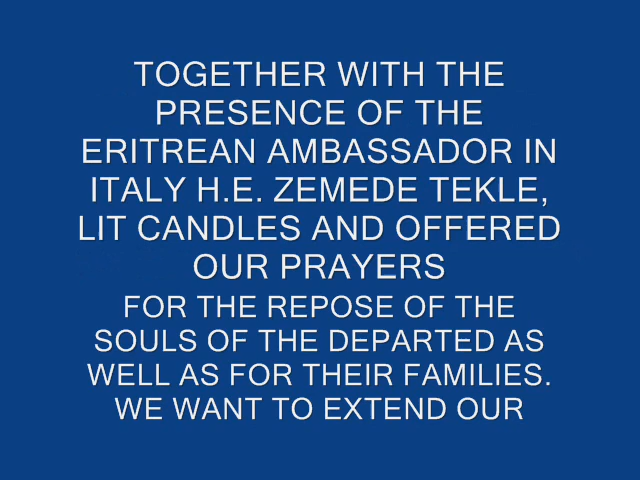 TOGETHER WITH THE
PRESENCE OF THE
ERITREAN AMBASSADOR IN
ITALY H.E. ZEMEDE TEKLE,
LIT CANDLES AND OFFERED
OUR PRAYERS
FOR THE REPOSE OF THE
SOULS OF THE DEPARTED AS
WELL AS FOR THEIR FAMILIES.
WE WANT TO EXTEND OUR